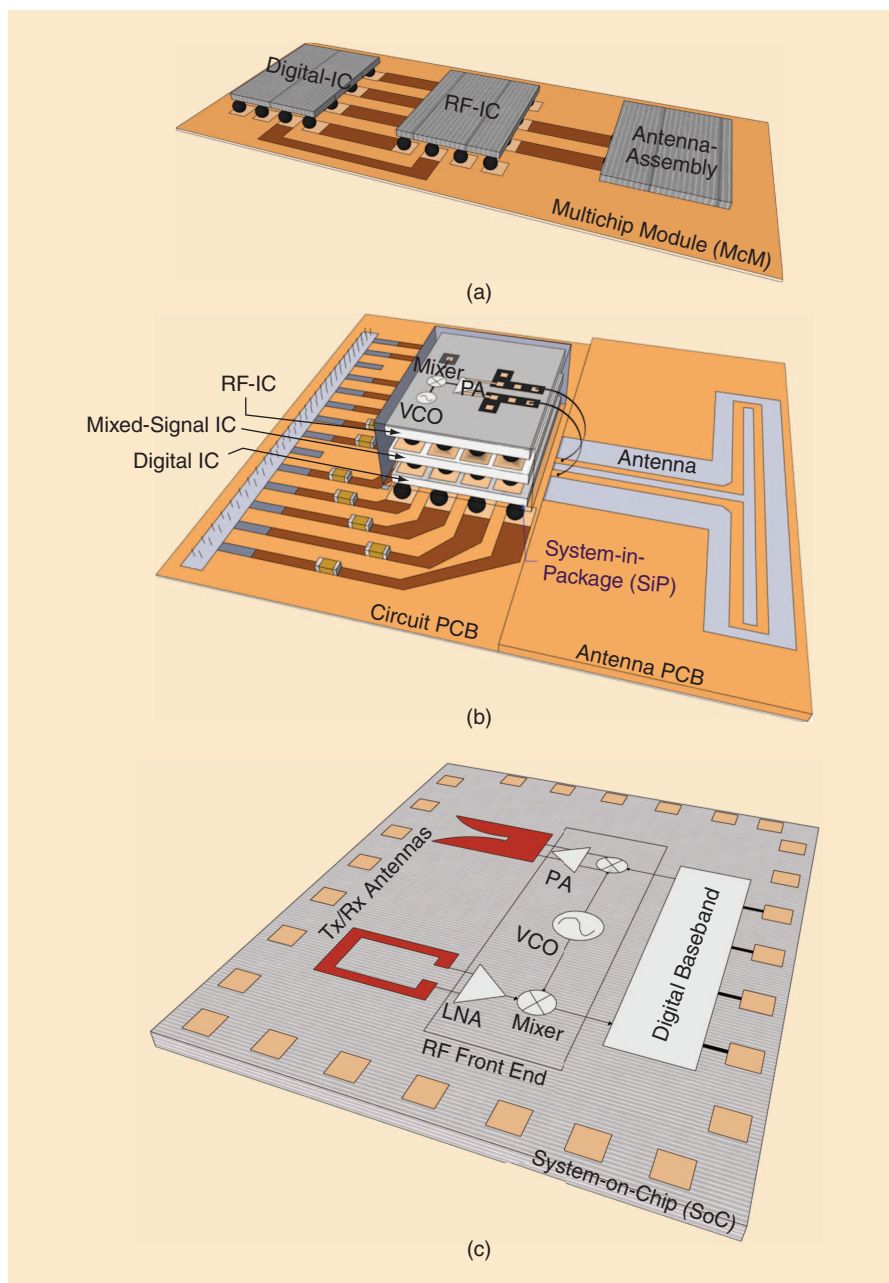 Digital-IC
RF-IC
Antenna-
Assembly
Multichip Module (McM)
(a)
RF-IC
Mixed-Signal IC
Digital IC
Mixer
PA
VCO
Antenna
System-in-
Package (SiP)
Circuit PCB
Antenna PCB
(b)
Tx/Rx Antennas
PA
VCO
LNA
Mixer
RF Front End
Digital Baseband
System-on-Chip (SoC)
(c)